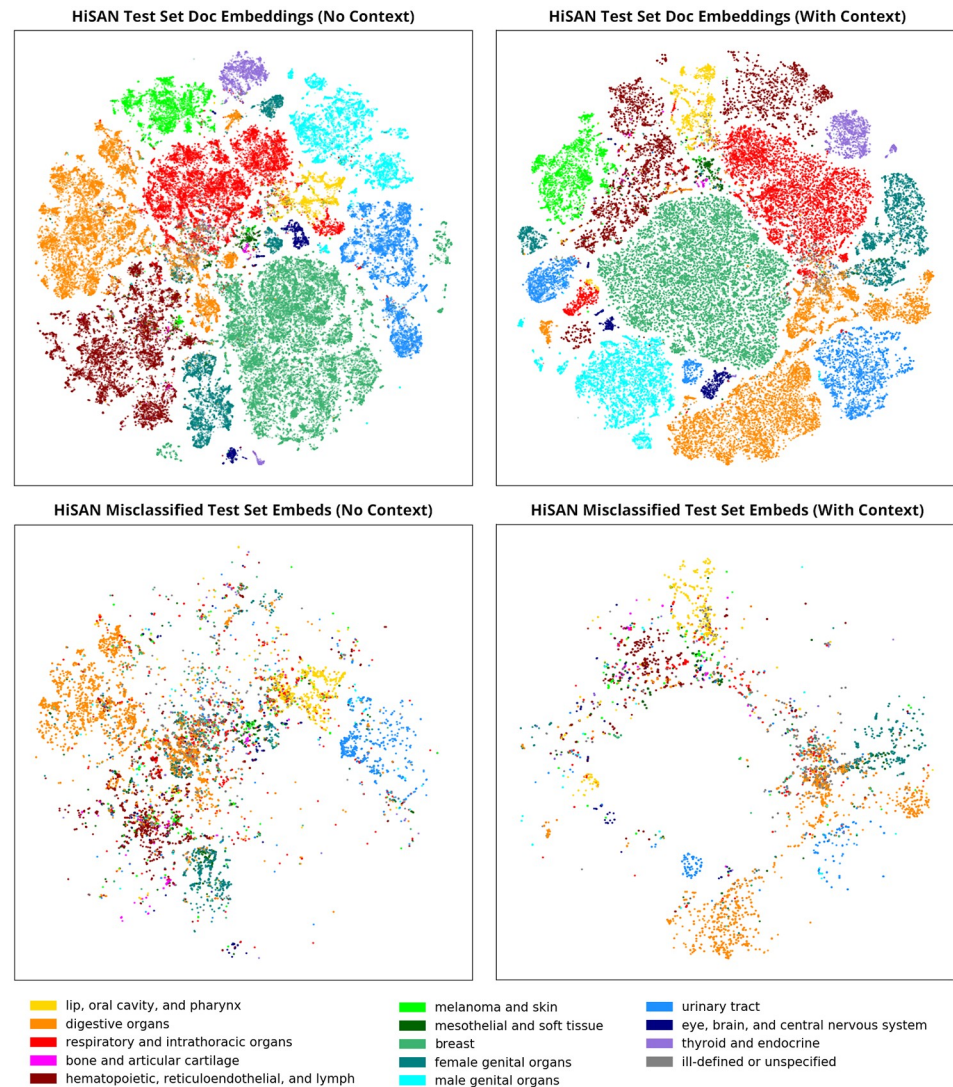 HiSAN Test Set Doc Embeddings (No Context)
HiSAN Test Set Doc Embeddings (With Context)
HiSAN Misclassified Test Set Embeds (No Context)
HiSAN Misclassified Test Set Embeds (With Context)
lip, oral cavity, and pharynx
digestive organs
respiratory and intrathoracic organs
bone and articular cartilage
hematopoietic, reticuloendothelial, and lymph
melanoma and skin
mesothelial and soft tissue
breast
female genital organs
male genital organs
urinary tract
eye, brain, and central nervous system
thyroid and endocrine
ill-defined or unspecified